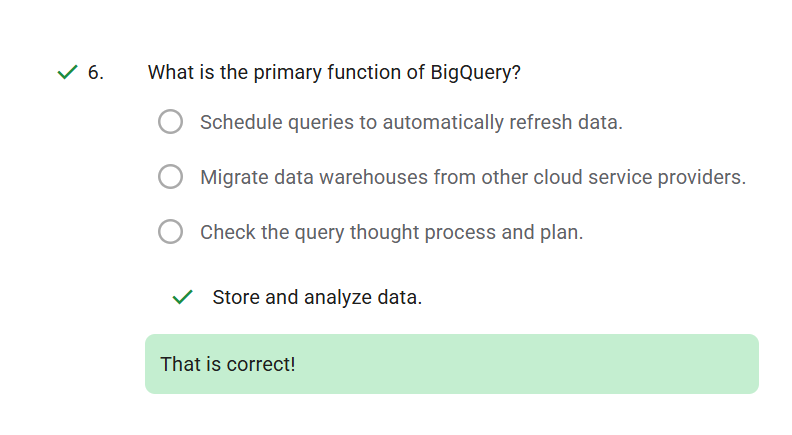 6. What is the primary function of BigQuery?
Schedule queries to automatically refresh data.
Migrate data warehouses from other cloud service providers.
Check the query thought process and plan.
Store and analyze data.
That is correct!